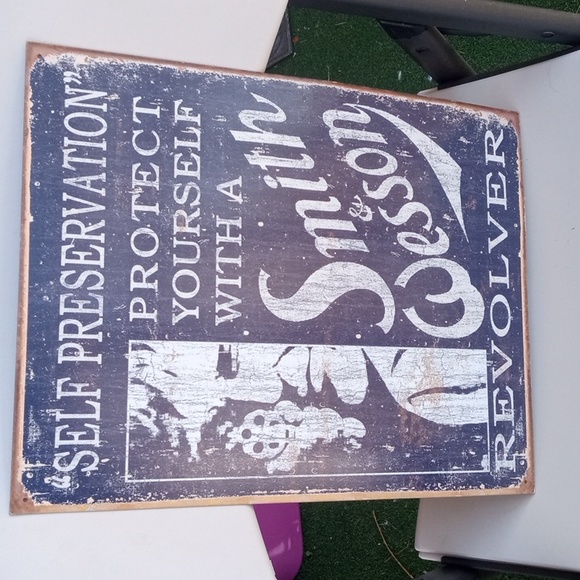 "SELF PRESERVATION"
PROTECT
YOURSELF
WITH A
Smith
&
Wesson
REVOLVER